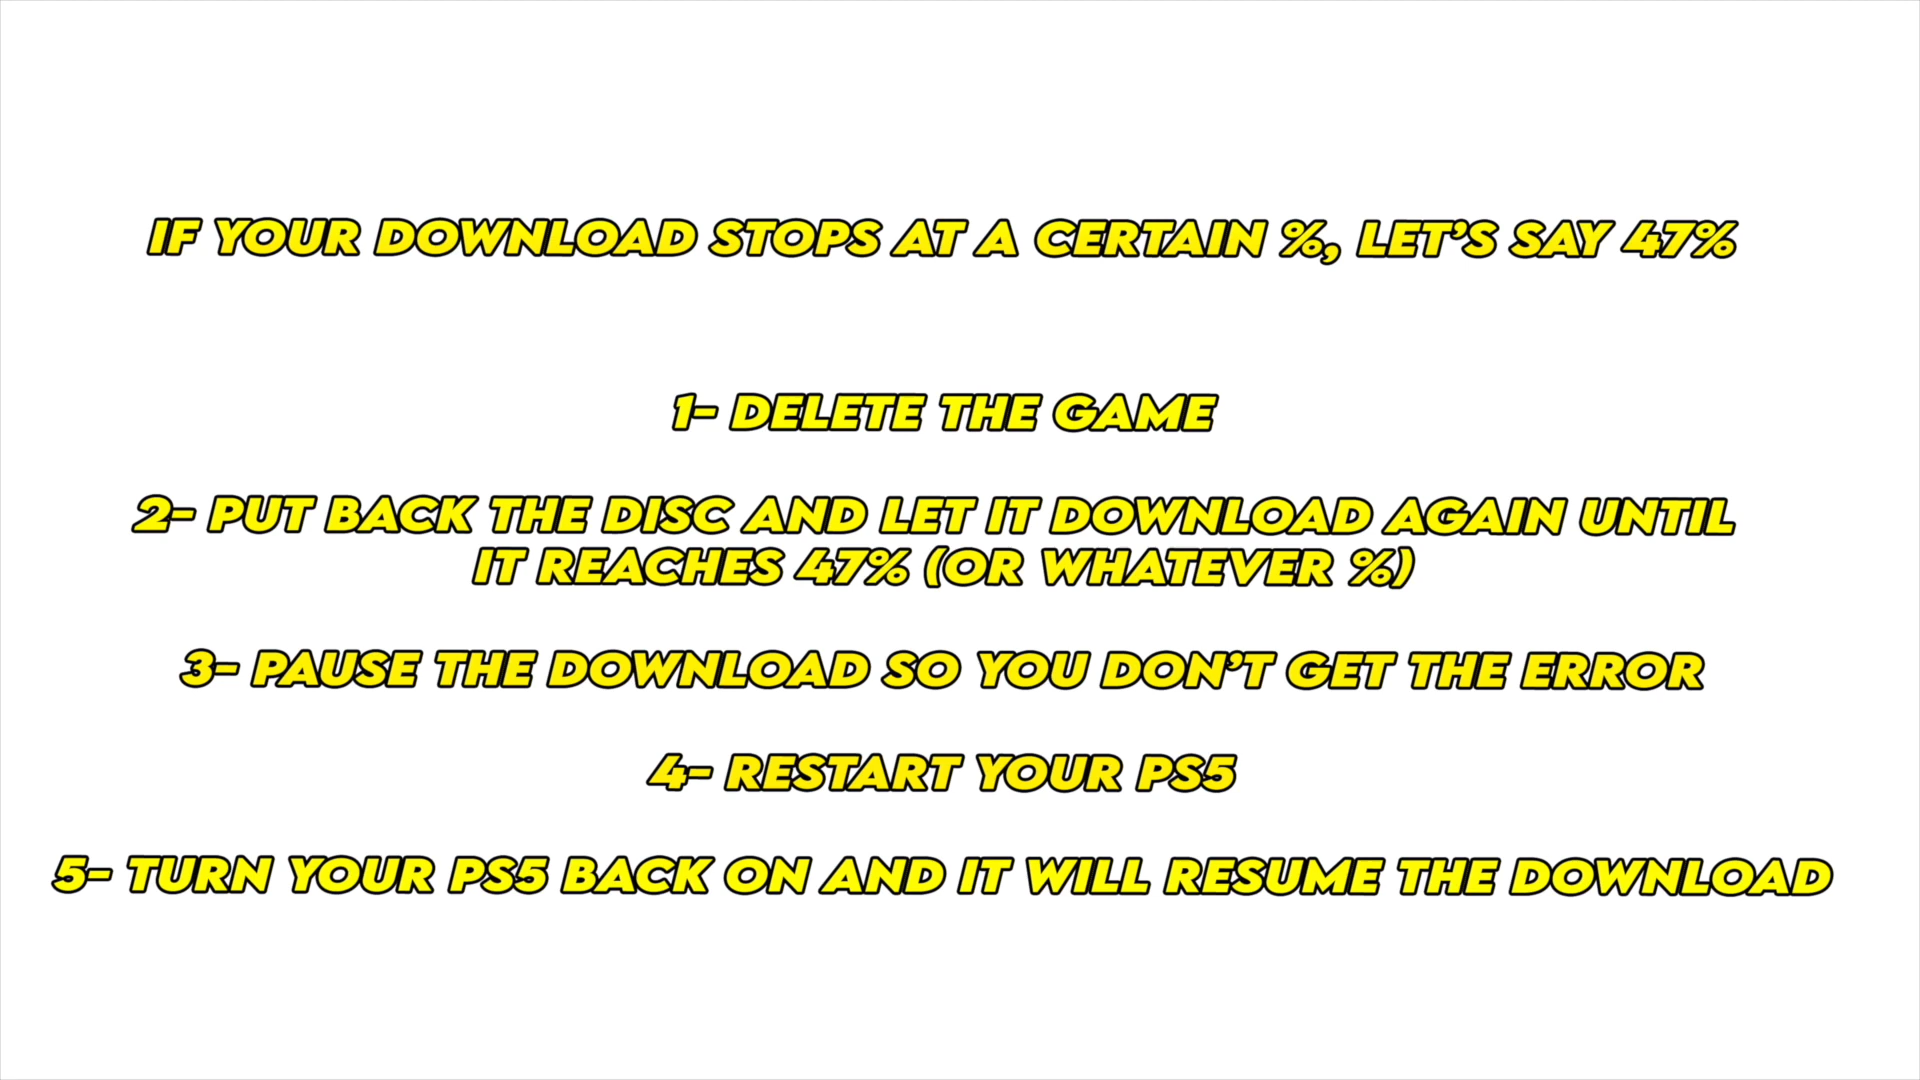 IF YOUR DOWNLOAD STOPS AT A CERTAIN %, LET’S SAY 47%
1- DELETE THE GAME
2- PUT BACK THE DISC AND LET IT DOWNLOAD AGAIN UNTIL
IT REACHES 47% (OR WHATEVER %)
3- PAUSE THE DOWNLOAD SO YOU DON’T GET THE ERROR
4- RESTART YOUR PS5
5- TURN YOUR PS5 BACK ON AND IT WILL RESUME THE DOWNLOAD